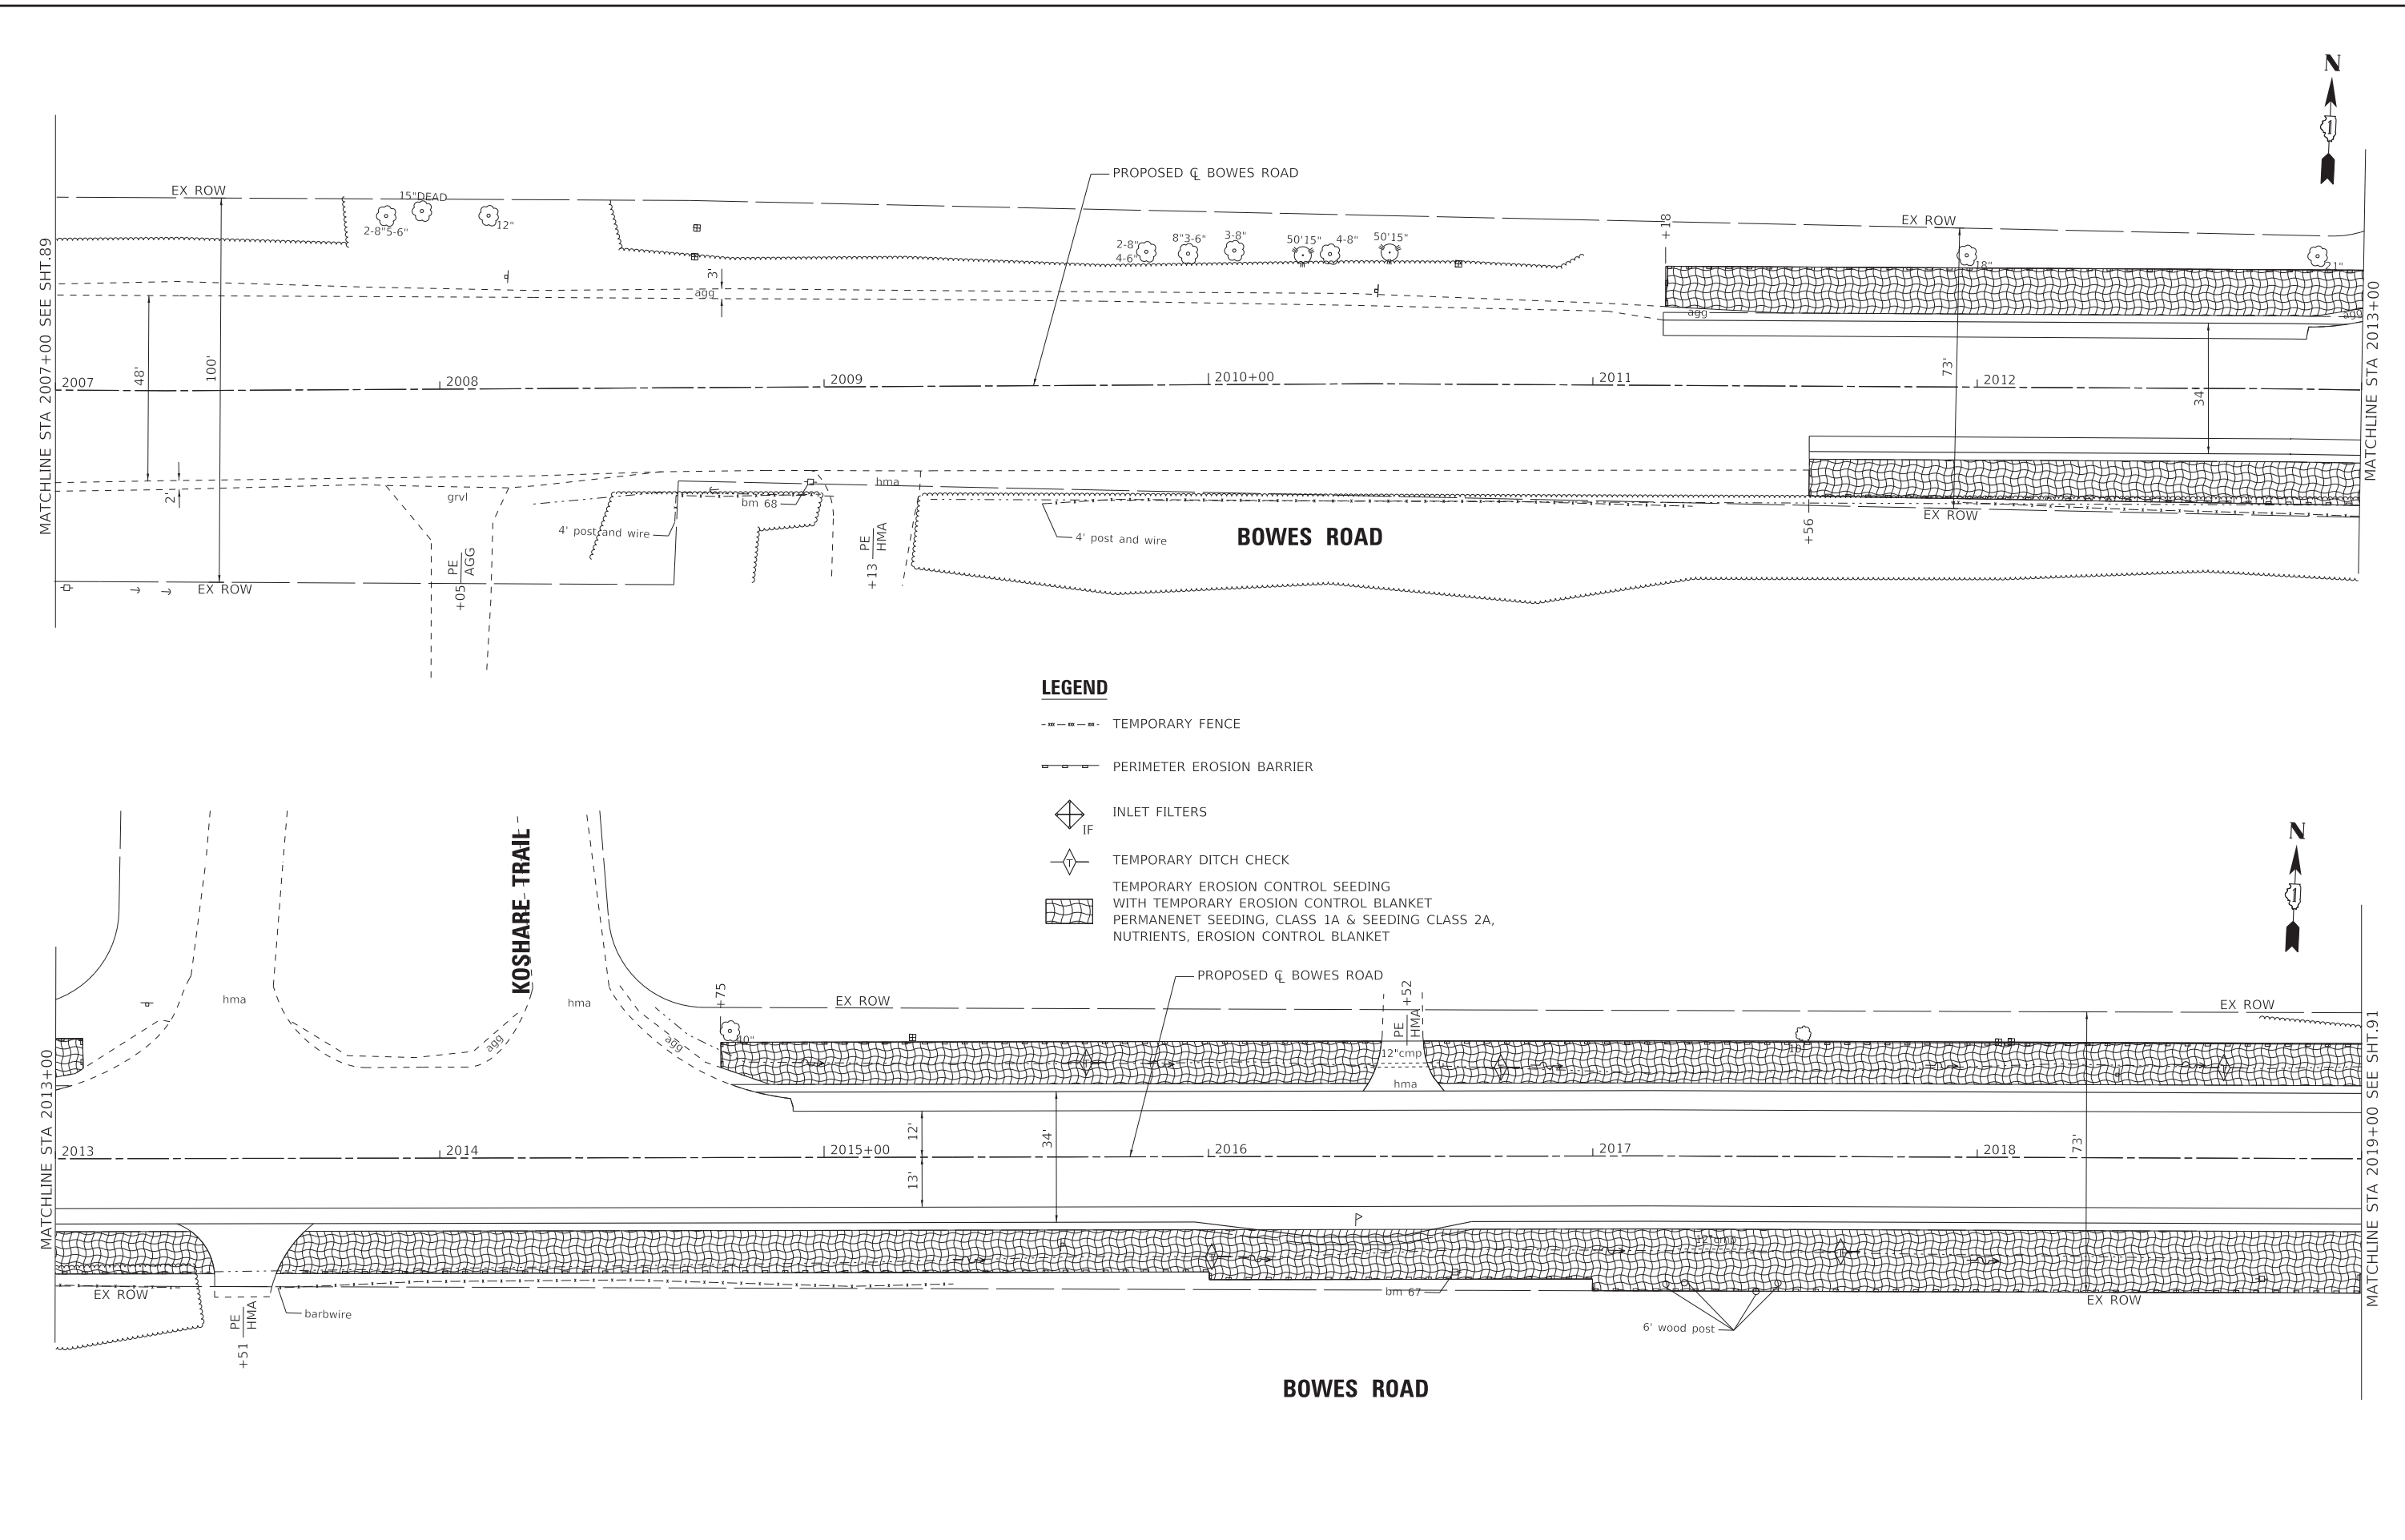 N
1
PROPOSED ℄ BOWES ROAD
EX ROW
15"DEAD
2-8"5-6"
12"
2-8"
4-6"
8"3-6"
3-8"
50'15"
4-8"
50'15"
+18
EX ROW
18"
21"
MATCHLINE STA 2007+00 SEE SHT.89
48'
100'
3'
agg
agg
agg
73'
34'
MATCHLINE STA 2013+00
2007
2008
2009
2010+00
2011
2012
2'
grvl
bm 68
hma
4' post and wire
4' post and wire
BOWES ROAD
EX ROW
+56
+05 PE
AGG
+13 PE
HMA
EX ROW
LEGEND
TEMPORARY FENCE
PERIMETER EROSION BARRIER
IF
INLET FILTERS
T
TEMPORARY DITCH CHECK
TEMPORARY EROSION CONTROL SEEDING
WITH TEMPORARY EROSION CONTROL BLANKET
PERMANENET SEEDING, CLASS 1A & SEEDING CLASS 2A,
NUTRIENTS, EROSION CONTROL BLANKET
N
1
KOSHARE TRAIL
PROPOSED ℄ BOWES ROAD
hma
hma
+75
EX ROW
+52
PE
HMA
EX ROW
agg
agg
12"cmp
hma
MATCHLINE STA 2013+00
12'
13'
34'
73'
MATCHLINE STA 2019+00 SEE SHT.91
2013
2014
2015+00
2016
2017
2018
12"cmp
EX ROW
barbwire
bm 67
6' wood post
EX ROW
+51 PE
HMA
BOWES ROAD